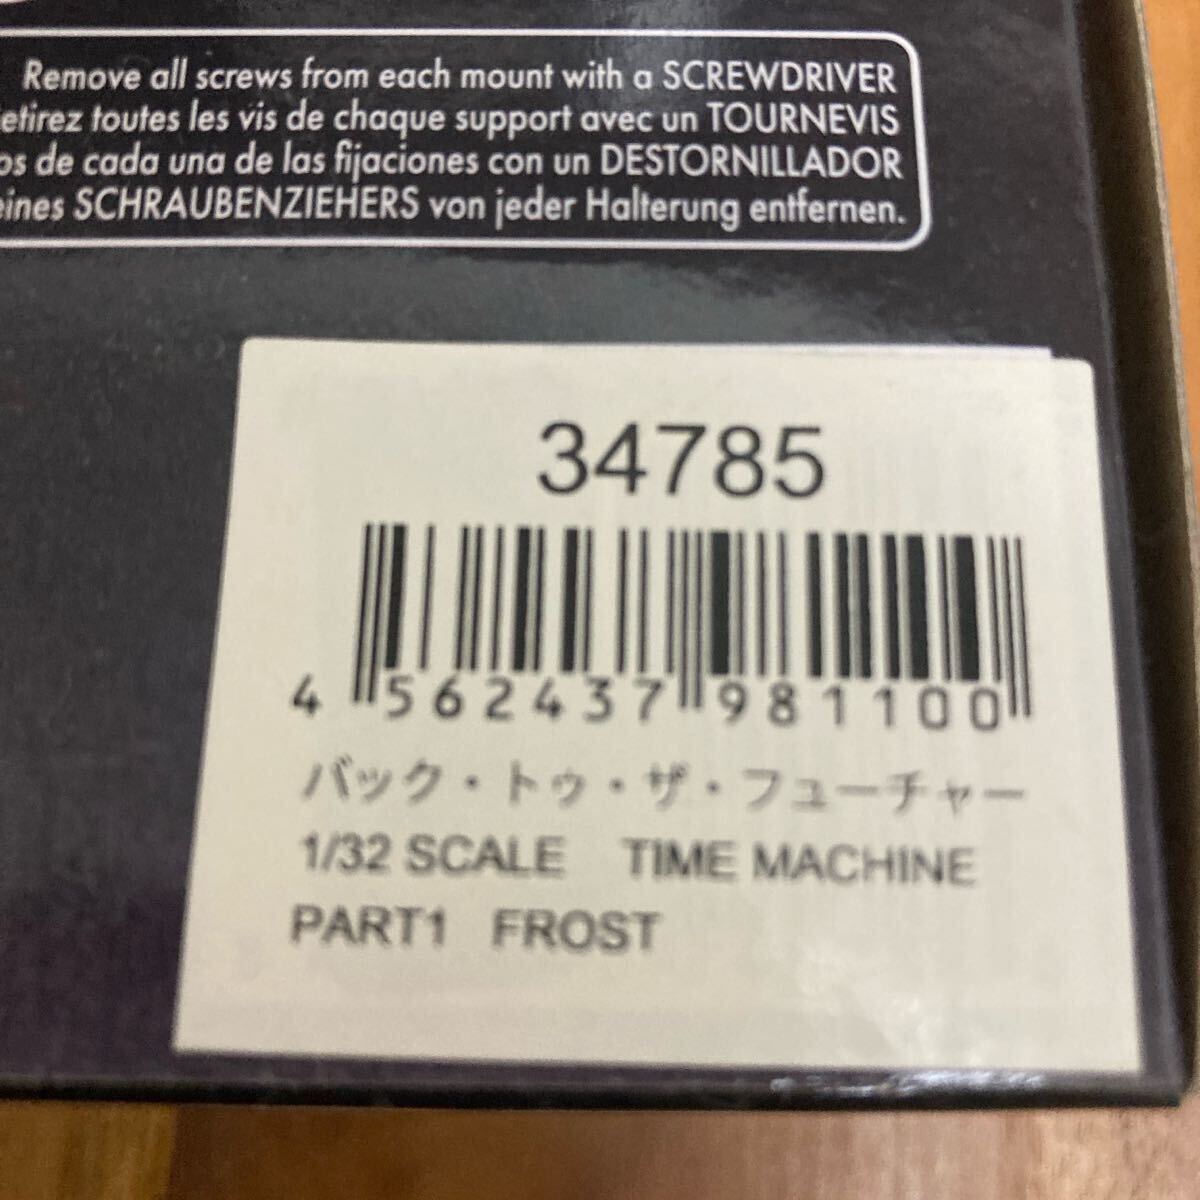 Remove all screws from each mount with a SCREWDRIVER
etirez toutes les vis de chaque support avec un TOURNEVIS
os de cada una de las fijaciones con un DESTORNILLADOR
eines SCHRAUBENZIEHERS von jeder Halterung entfernen.
34785
4 562437 981100
バック・トゥ・ザ・フューチャー
1/32 SCALE TIME MACHINE
PART1 FROST